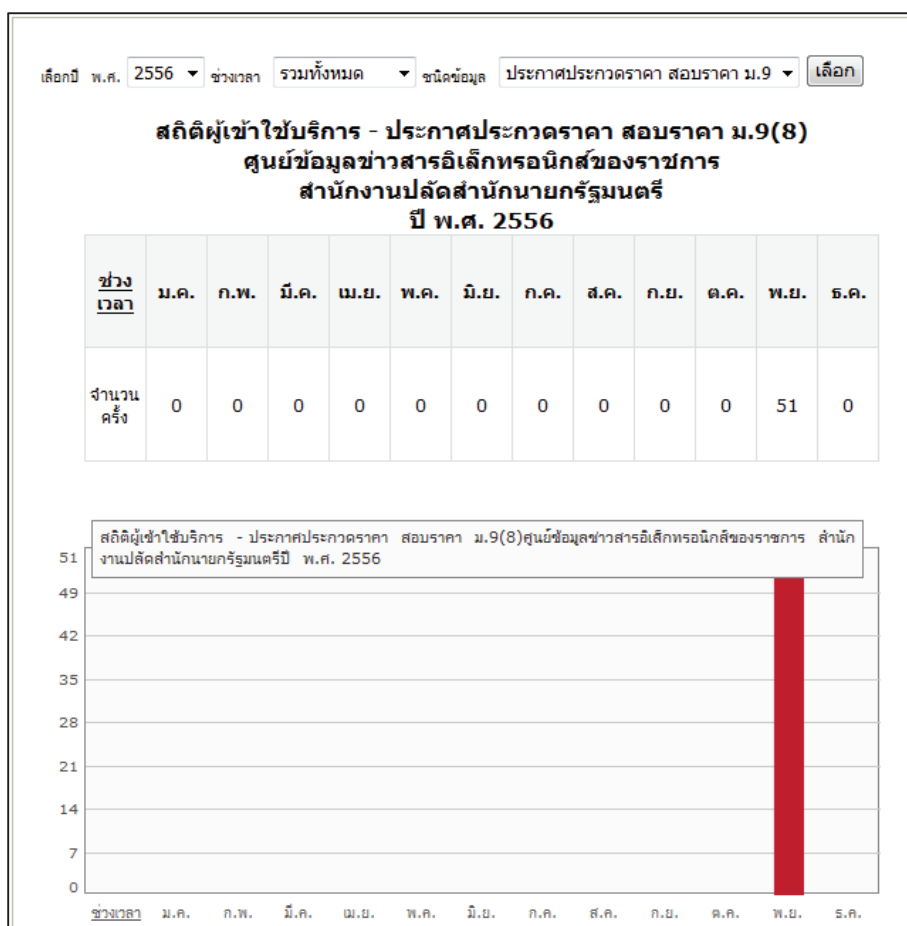 เลือกปี พ.ศ. 2556 ช่วงเวลา รวมทั้งหมด ชนิดข้อมูล ประกาศประกวดราคา สอบราคา ม.9 เลือก
สถิติผู้เข้าใช้บริการ - ประกาศประกวดราคา สอบราคา ม.9(8)
ศูนย์ข้อมูลข่าวสารอิเล็กทรอนิกส์ของราชการ
สำนักงานปลัดสำนักนายกรัฐมนตรี
ปี พ.ศ. 2556
ช่วง
เวลา ม.ค. ก.พ. มี.ค. เม.ย. พ.ค. มิ.ย. ก.ค. ส.ค. ก.ย. ต.ค. พ.ย. ธ.ค.
จำนวน
ครั้ง 0 0 0 0 0 0 0 0 0 0 51 0
สถิติผู้เข้าใช้บริการ - ประกาศประกวดราคา สอบราคา ม.9(8)ศูนย์ข้อมูลข่าวสารอิเล็กทรอนิกส์ของราชการ สำนัก
งานปลัดสำนักนายกรัฐมนตรีปี พ.ศ. 2556
51
49
42
35
28
21
14
7
0
ช่วงเวลา ม.ค. ก.พ. มี.ค. เม.ย. พ.ค. มิ.ย. ก.ค. ส.ค. ก.ย. ต.ค. พ.ย. ธ.ค.